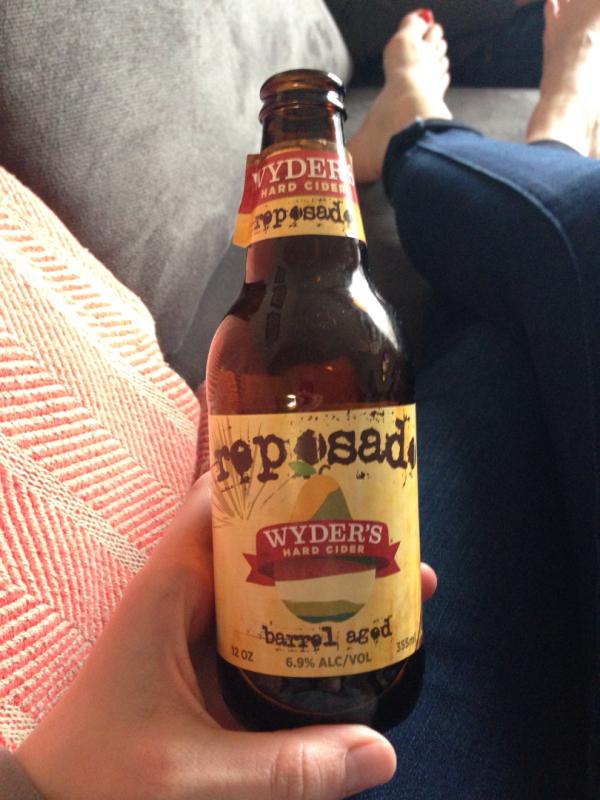 WYDER'S
HARD CIDER
reposado
reposado
WYDER'S
HARD CIDER
barrel aged
12 OZ
6.9% ALC/VOL
355ml